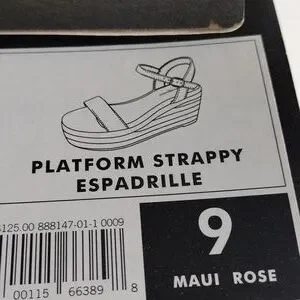 PLATFORM STRAPPY
ESPADRILLE
125 00 888147-01-1 0009
9
MAUI ROSE
00115 66389 8